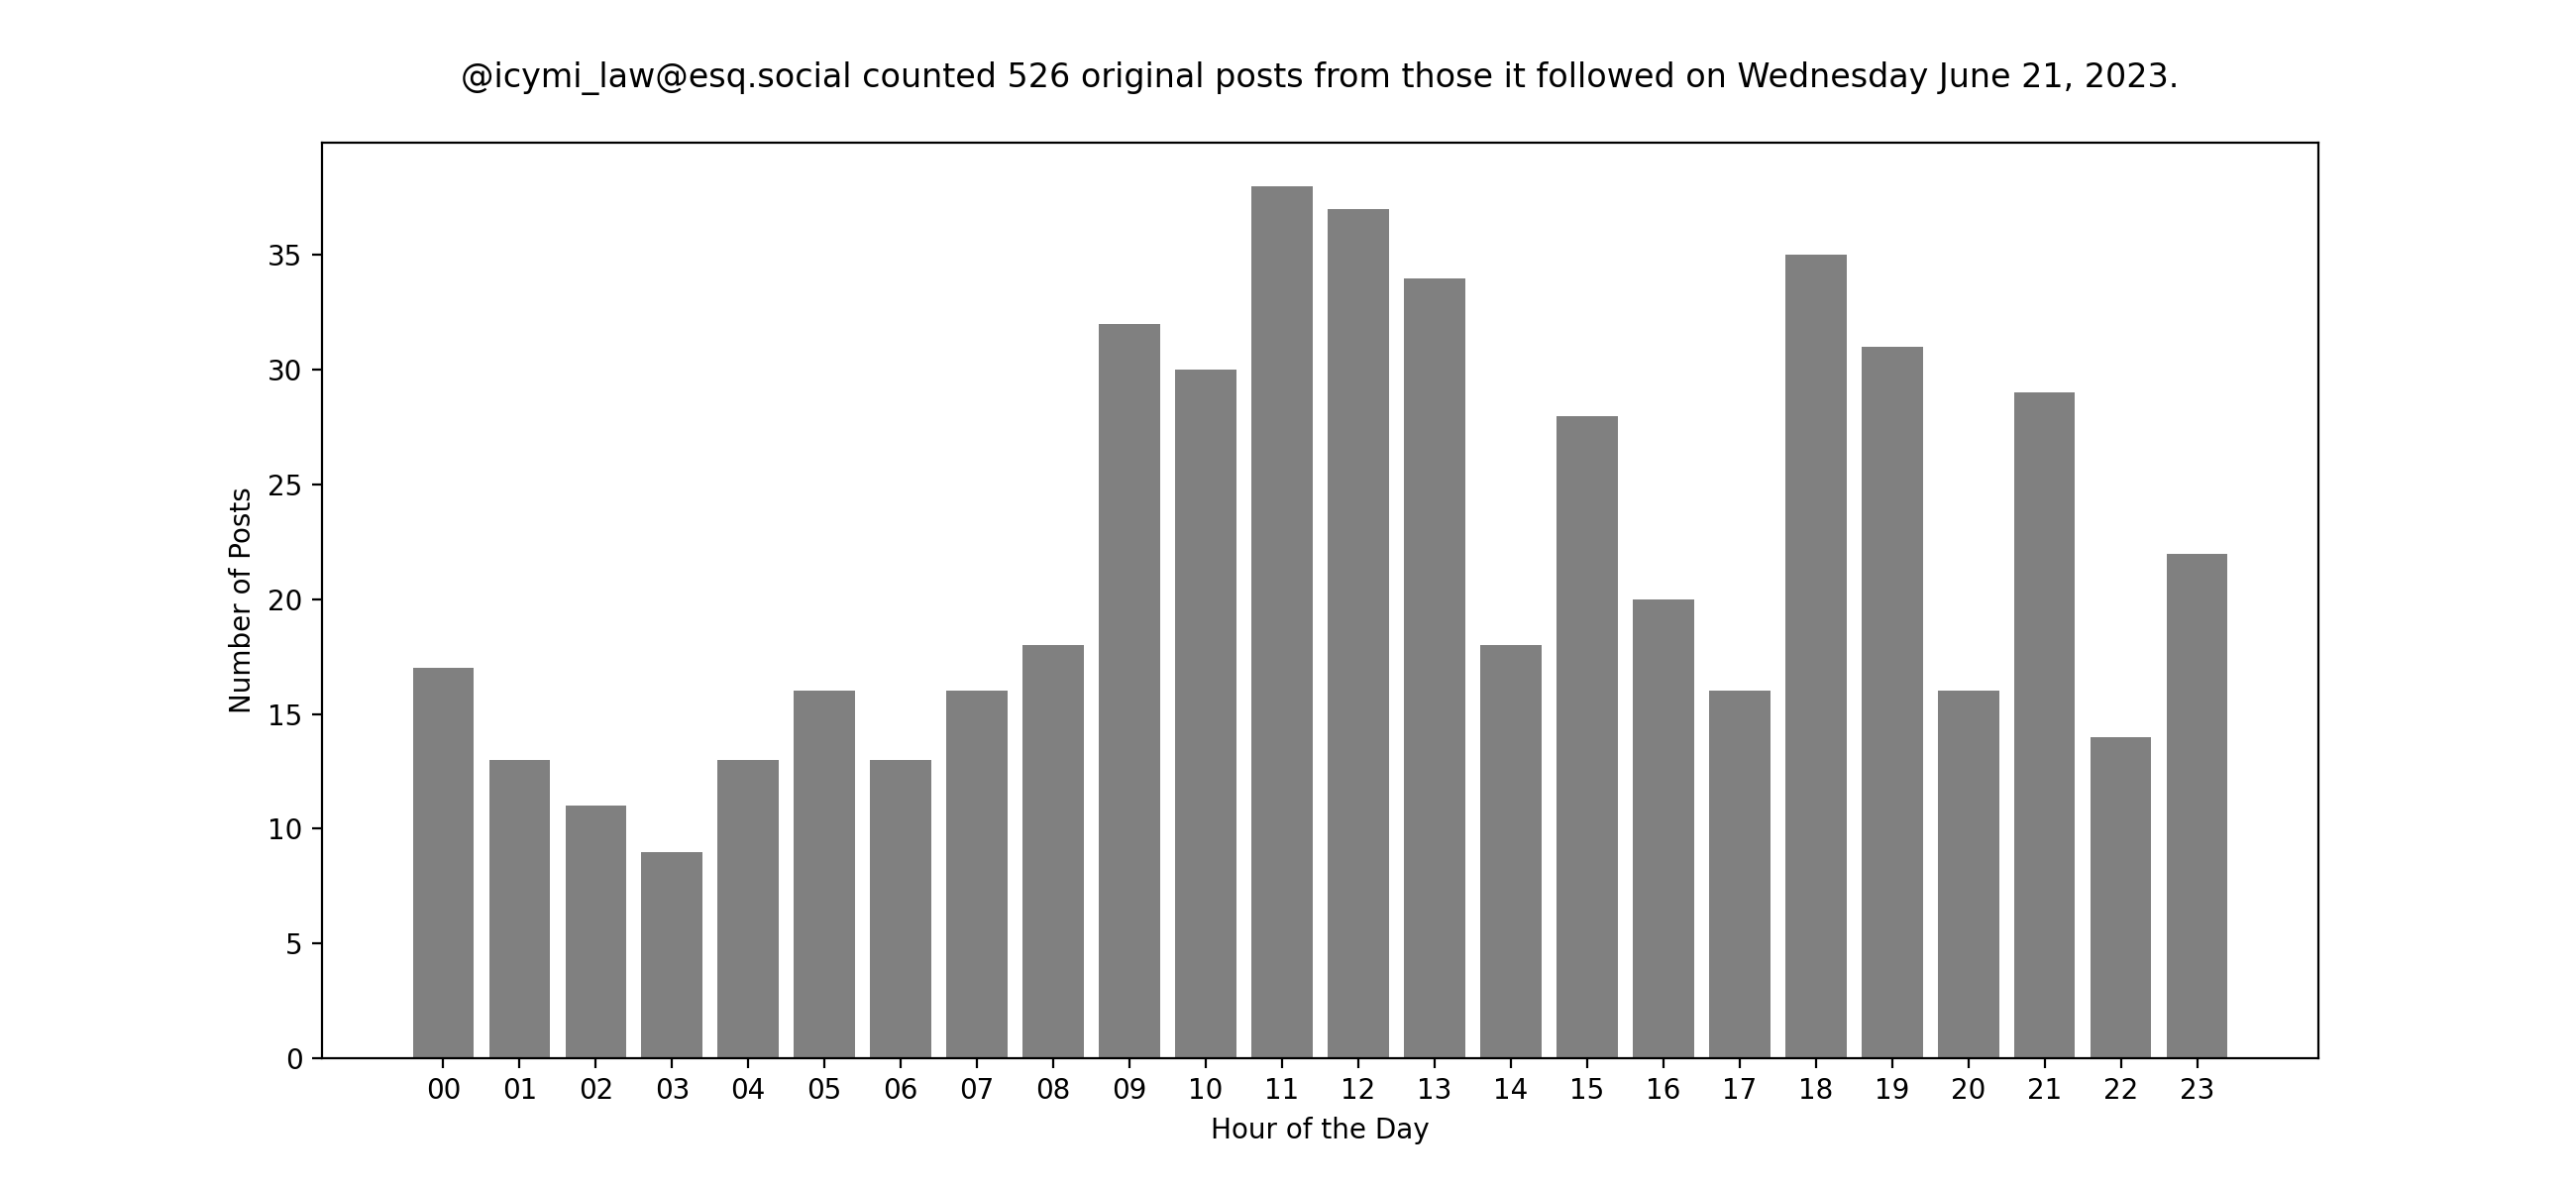 @icymi_law@esq.social counted 526 original posts from those it followed on Wednesday June 21, 2023.
35
30
25
20
15
10
5
0
Number of Posts
00 01 02 03 04 05 06 07 08 09 10 11 12 13 14 15 16 17 18 19 20 21 22 23
Hour of the Day